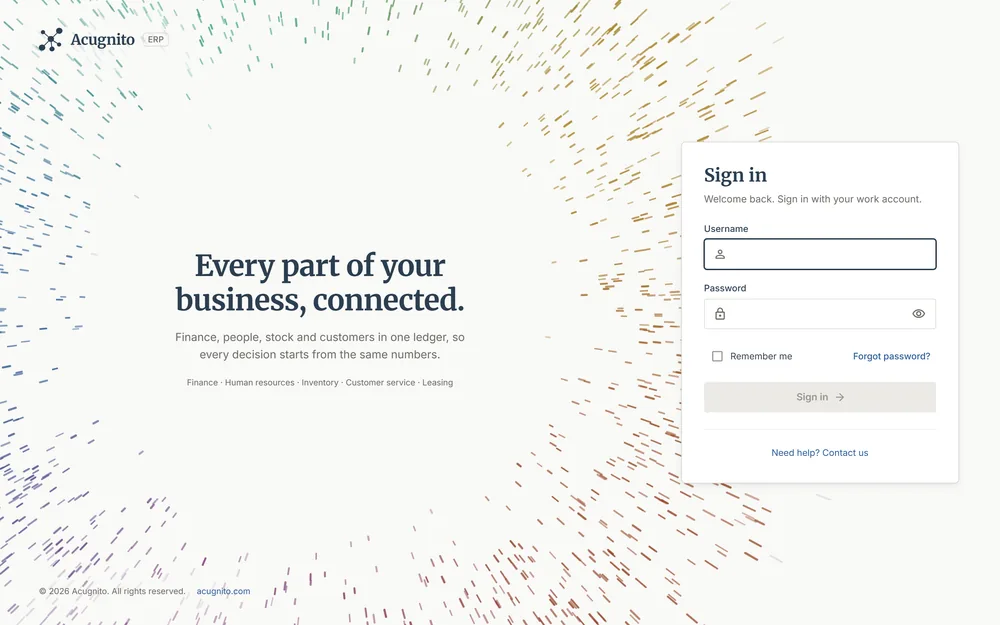 Acugnito ERP
Every part of your
business, connected.
Finance, people, stock and customers in one ledger, so
every decision starts from the same numbers.
Finance · Human resources · Inventory · Customer service · Leasing
Sign in
Welcome back. Sign in with your work account.
Username
Password
Remember me Forgot password?
Sign in →
Need help? Contact us
© 2026 Acugnito. All rights reserved. acugnito.com